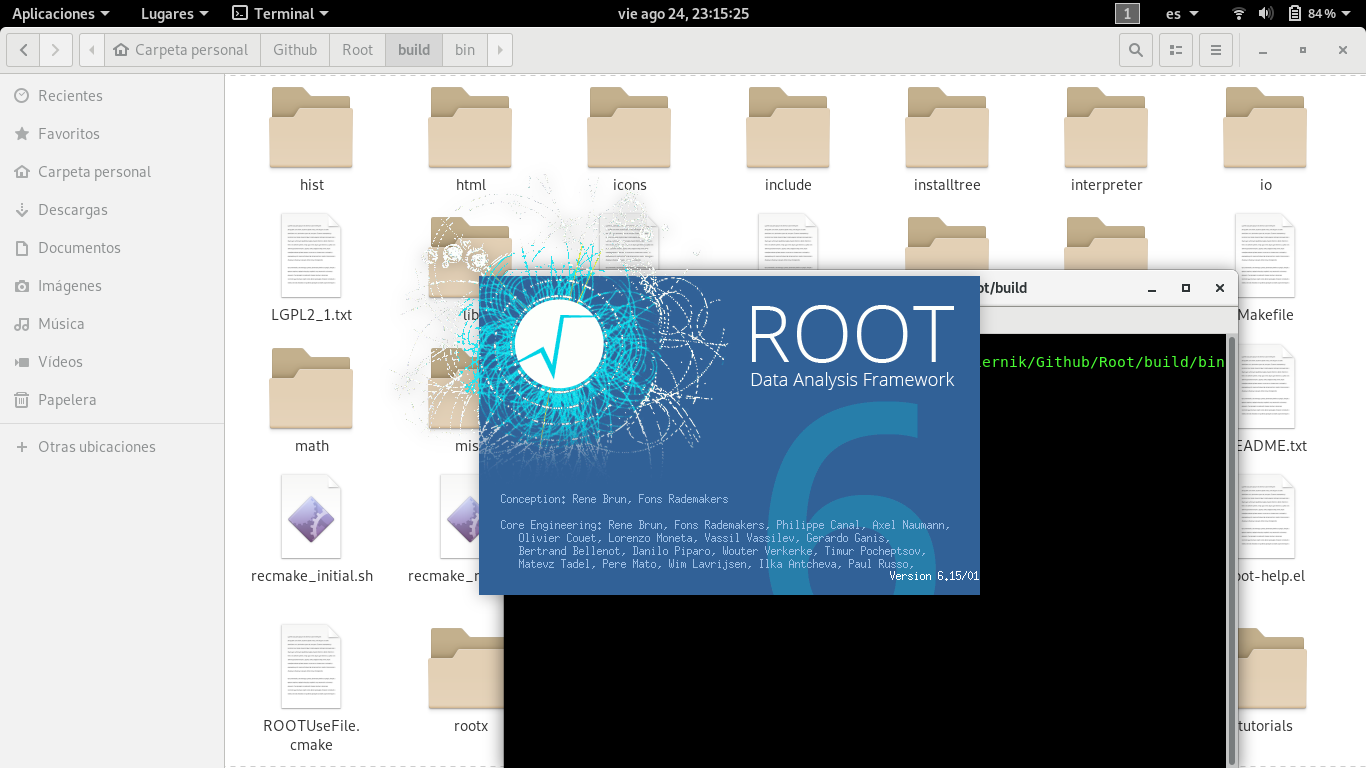 Aplicaciones Lugares Terminal vie ago 24, 23:15:25 1 es 84 %
Carpeta personal Github Root build bin
Recientes
Favoritos
Carpeta personal
Descargas
Documentos
Imágenes
Música
Vídeos
Papelera
Otras ubicaciones
hist html icons include installtree interpreter io
LGPL2_1.txt lib Makefile
math mis EADME.txt
recmake_initial.sh recmake_r ot-help.el
ROOTUseFile.
cmake
rootx tutorials
ot/build
ernik/Github/Root/build/bin
ROOT
Data Analysis Framework
6
Conception: Rene Brun, Fons Rademakers
Core Engineering: Rene Brun, Fons Rademakers, Philippe Canal, Axel Naumann,
Olivier Couet, Lorenzo Moneta, Vassil Vassilev, Gerardo Ganis,
Bertrand Bellenot, Danilo Piparo, Wouter Verkerke, Timur Pocheptsov,
Matevz Tadel, Pere Mato, Wim Lavrijsen, Ilka Antcheva, Paul Russo,
Version 6.15/01